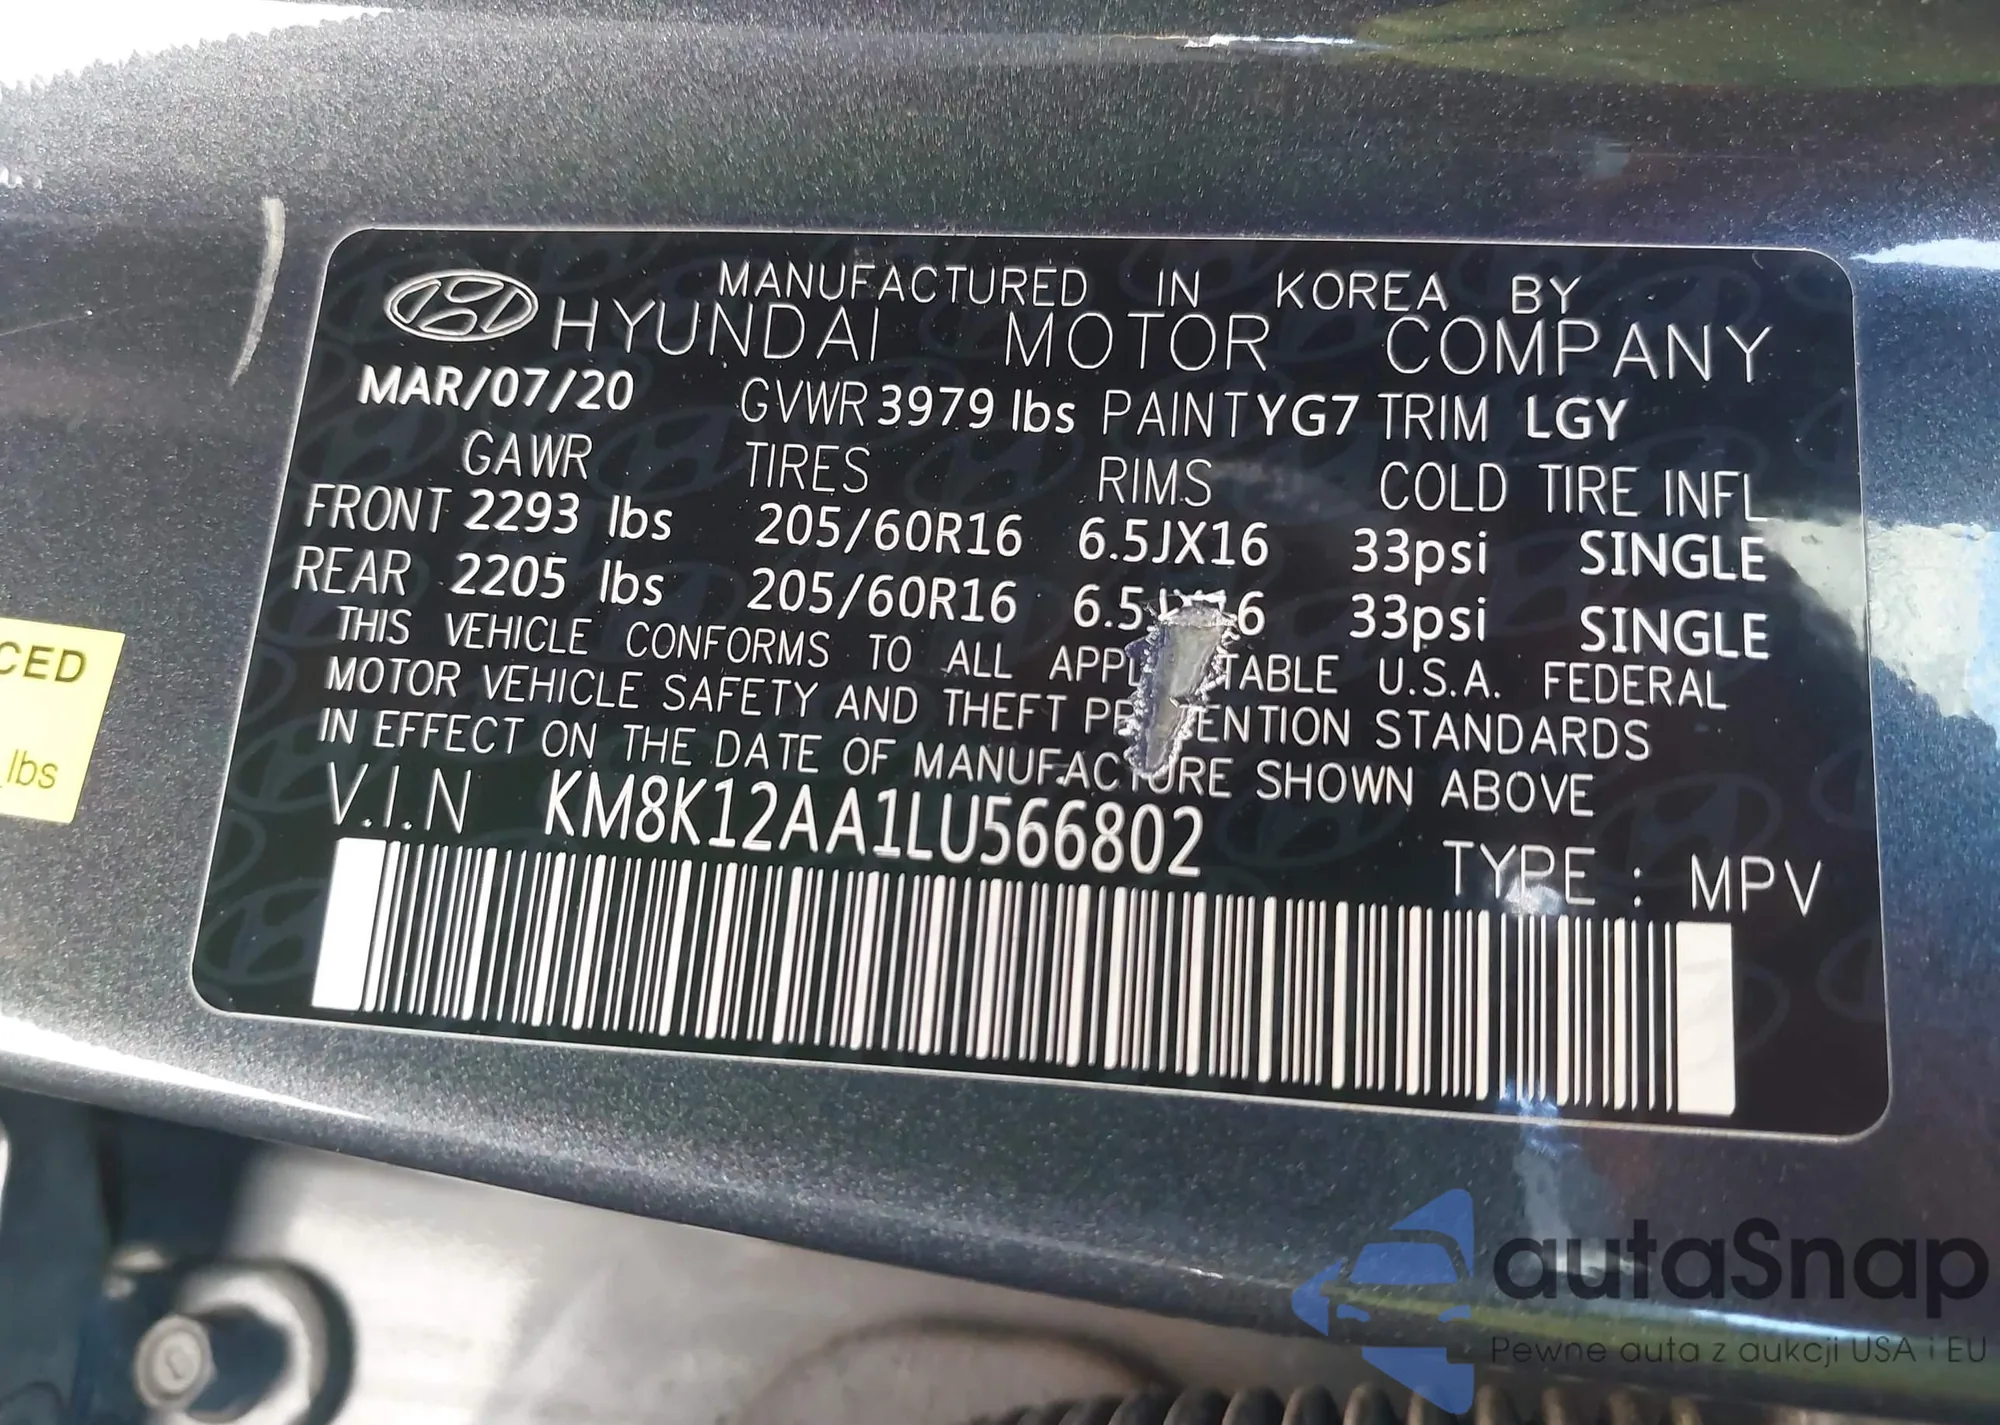 MANUFACTURED IN KOREA BY
HYUNDAI MOTOR COMPANY
MAR/07/20 GVWR 3979 lbs PAINT YG7 TRIM LGY
GAWR TIRES RIMS COLD TIRE INFL
FRONT 2293 lbs 205/60R16 6.5JX16 33psi SINGLE
REAR 2205 lbs 205/60R16 6.5JX16 33psi SINGLE
THIS VEHICLE CONFORMS TO ALL U.S.A. FEDERAL
MOTOR VEHICLE SAFETY AND THEFT STANDARDS
IN EFFECT ON THE DATE OF MANUFACTURE SHOWN ABOVE
V.I.N KM8K12AA1LU566802
TYPE : MPV
CED
lbs
autaSnap
Pewne auta z aukcji USA i EU